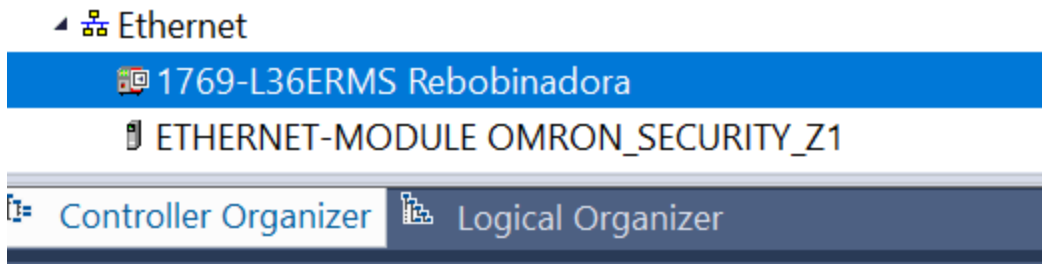 Ethernet
1769-L36ERMS Rebobinadora
ETHERNET-MODULE OMRON_SECURITY_Z1
Controller Organizer Logical Organizer